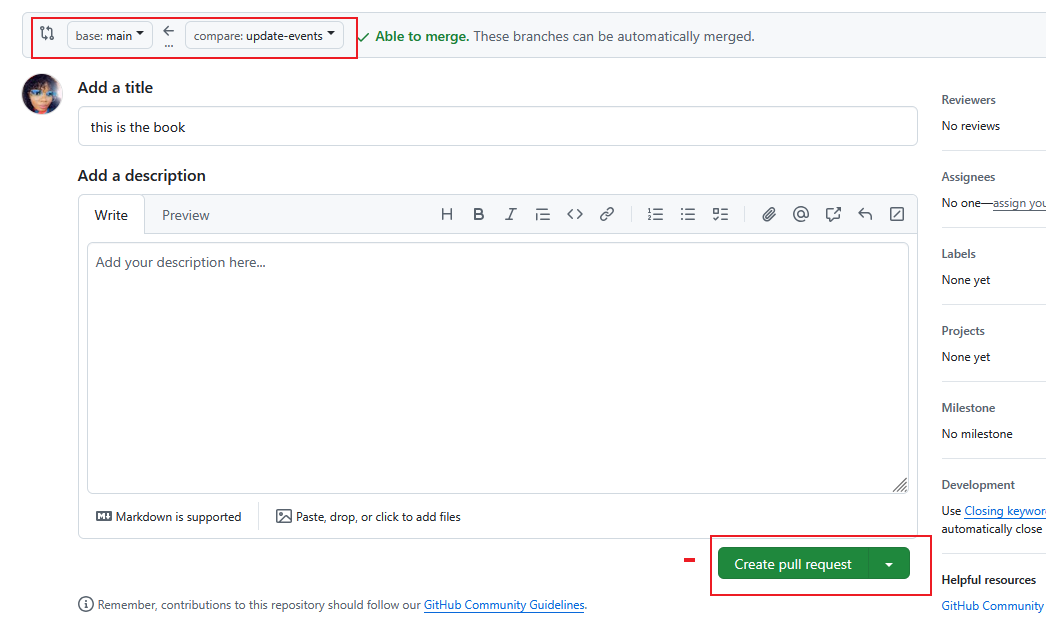 base: main ← ... compare: update-events Able to merge. These branches can be automatically merged.
Add a title
this is the book
Reviewers
No reviews
Add a description
Assignees
No one—assign you
Write Preview
Labels
None yet
Add your description here...
Projects
None yet
Milestone
No milestone
Development
Use Closing keywor
automatically close
Markdown is supported Paste, drop, or click to add files
Create pull request
Helpful resources
GitHub Community
Remember, contributions to this repository should follow our GitHub Community Guidelines.